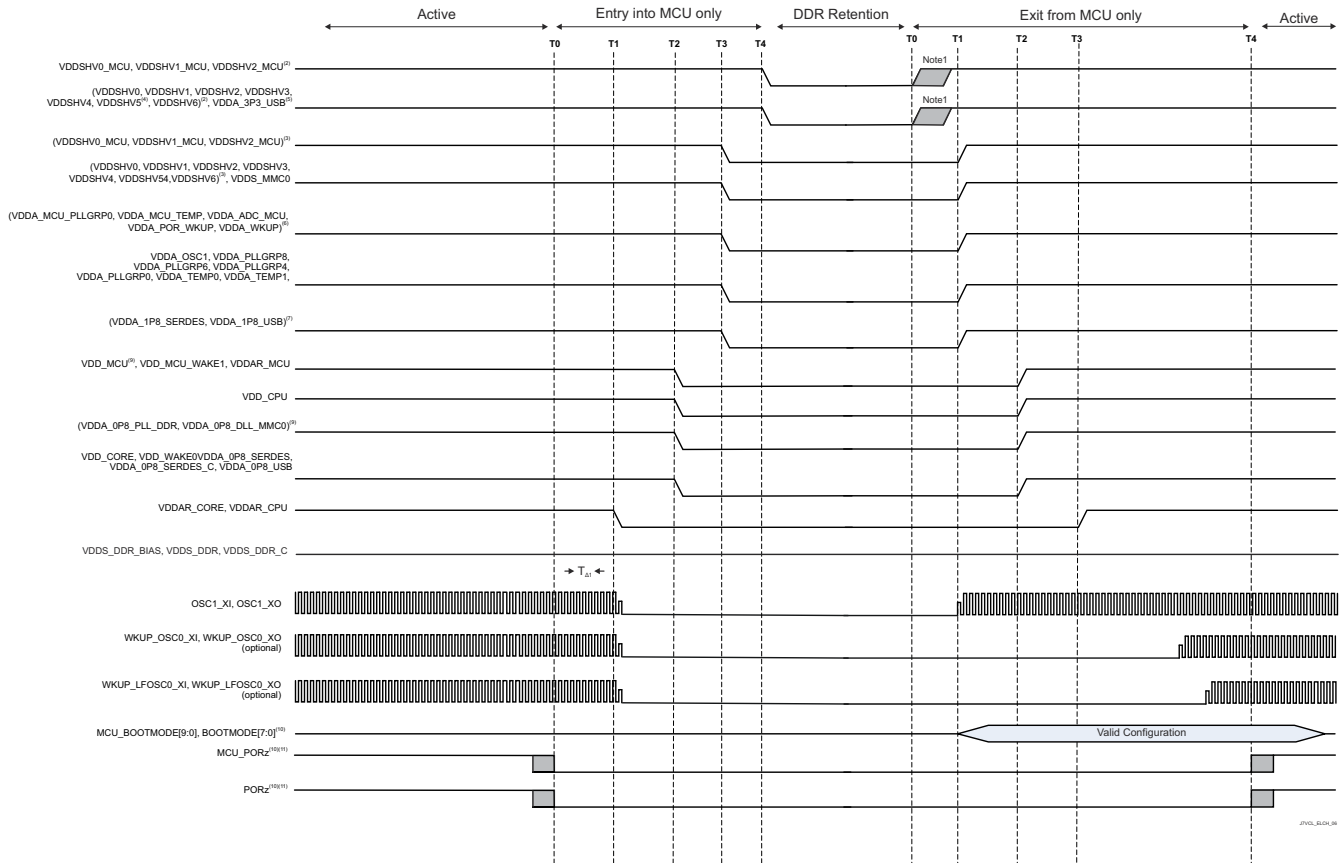 Active
Entry into MCU only
DDR Retention
Exit from MCU only
Active
T0
T1
T2
T3
T4
T0
T1
T2
T3
T4
VDDSHV0_MCU, VDDSHV1_MCU, VDDSHV2_MCU(2)
Note1
(VDDSHV0, VDDSHV1, VDDSHV2, VDDSHV3,
VDDSHV4, VDDSHV5(4), VDDSHV6)(2), VDDA_3P3_USB(5)
Note1
(VDDSHV0_MCU, VDDSHV1_MCU, VDDSHV2_MCU)(3)
(VDDSHV0, VDDSHV1, VDDSHV2, VDDSHV3,
VDDSHV4, VDDSHV54,VDDSHV6)(3), VDDS_MMC0
(VDDA_MCU_PLLGRP0, VDDA_MCU_TEMP, VDDA_ADC_MCU,
VDDA_POR_WKUP, VDDA_WKUP)(6)
VDDA_OSC1, VDDA_PLLGRP8,
VDDA_PLLGRP6, VDDA_PLLGRP4,
VDDA_PLLGRP0, VDDA_TEMP0, VDDA_TEMP1,
(VDDA_1P8_SERDES, VDDA_1P8_USB)(7)
VDD_MCU(9), VDD_MCU_WAKE1, VDDAR_MCU
VDD_CPU
(VDDA_0P8_PLL_DDR, VDDA_0P8_DLL_MMC0)(9)
VDD_CORE, VDD_WAKE0VDDA_0P8_SERDES,
VDDA_0P8_SERDES_C, VDDA_0P8_USB
VDDAR_CORE, VDDAR_CPU
VDDS_DDR_BIAS, VDDS_DDR, VDDS_DDR_C
TΔ1
OSC1_XI, OSC1_XO
WKUP_OSC0_XI, WKUP_OSC0_XO
(optional)
WKUP_LFOSC0_XI, WKUP_LFOSC0_XO
(optional)
MCU_BOOTMODE[9:0], BOOTMODE[7:0](10)
Valid Configuration
MCU_PORz(10)(11)
PORz(10)(11)
J7VCL_ELCH_06